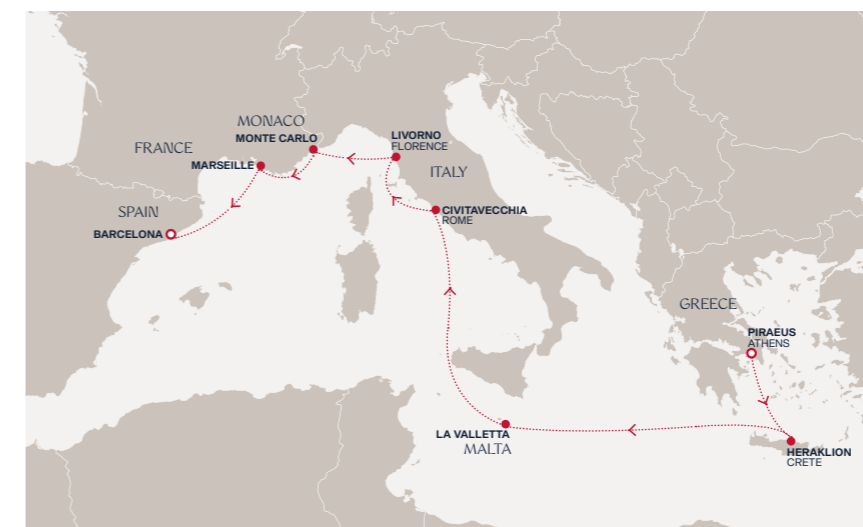 MONACO
MONTE CARLO
LIVORNO
FLORENCE
FRANCE
MARSEILLE
ITALY
SPAIN
CIVITAVECCHIA
ROME
BARCELONA
GREECE
PIRAEUS
ATHENS
LA VALLETTA
MALTA
HERAKLION
CRETE